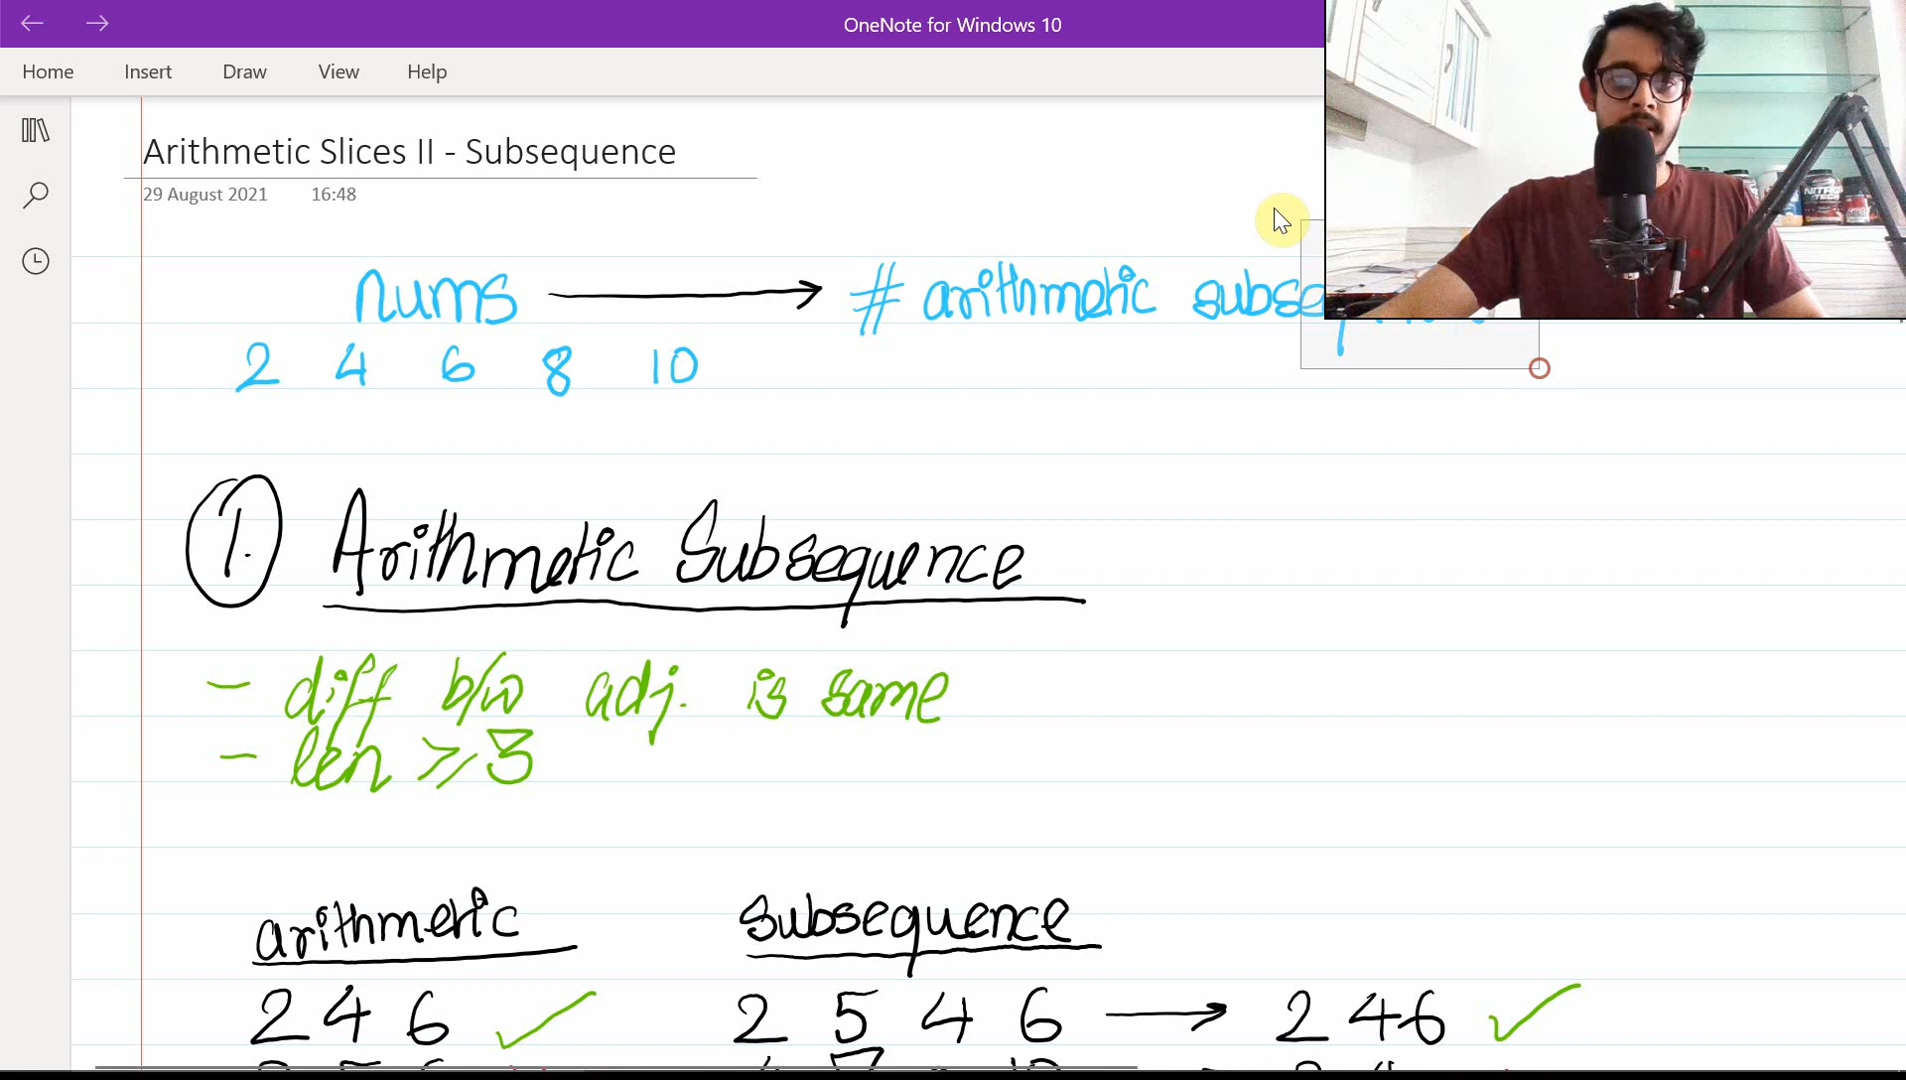 OneNote for Windows 10
Home Insert Draw View Help
Arithmetic Slices II - Subsequence
29 August 2021 16:48
nums → # arithmetic
2 4 6 8 10
1. Arithmetic Subsequence
- diff b/w adj. is same
- len ≥ 3
arithmetic subsequence
2 4 6 ✓ 2 5 4 6 → 2 4 6 ✓
NITRO
TECH